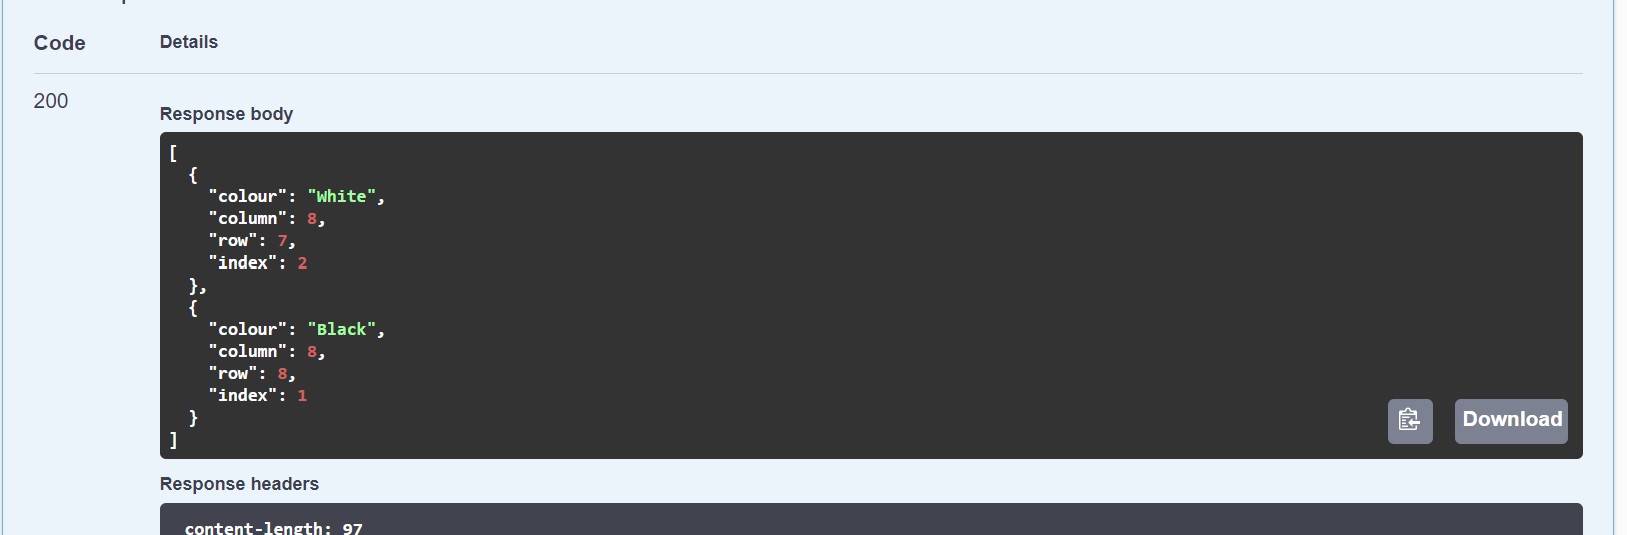 Code
Details
200
Response body
[
  {
    "colour": "White",
    "column": 8,
    "row": 7,
    "index": 2
  },
  {
    "colour": "Black",
    "column": 8,
    "row": 8,
    "index": 1
  }
]
Download
Response headers
content-length: 97